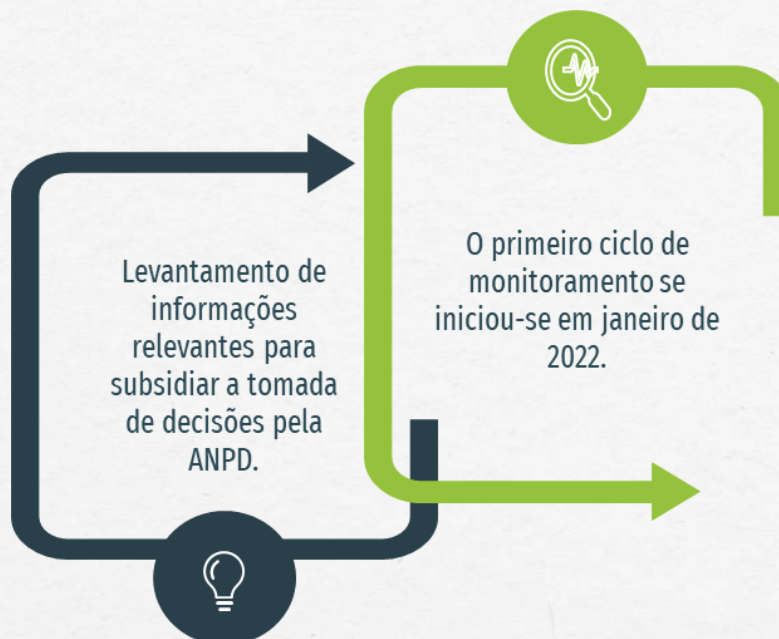 Levantamento de
informações
relevantes para
subsidiar a tomada
de decisões pela
ANPD.
O primeiro ciclo de
monitoramento se
iniciou-se em janeiro de
2022.